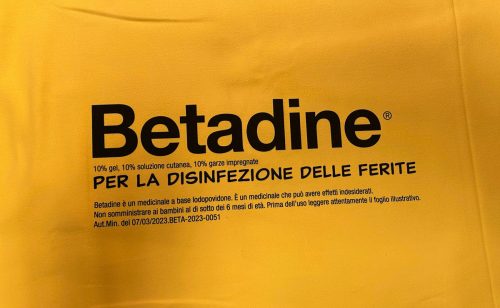 Betadine®
10% gel, 10% soluzione cutanea, 10% garze impregnate
PER LA DISINFEZIONE DELLE FERITE
Betadine è un medicinale a base Iodopovidone. È un medicinale che può avere effetti indesiderati.
Non somministrare ai bambini al di sotto dei 6 mesi di età. Prima dell'uso leggere attentamente il foglio illustrativo.
Aut.Min. del 07/03/2023.BETA-2023-0051